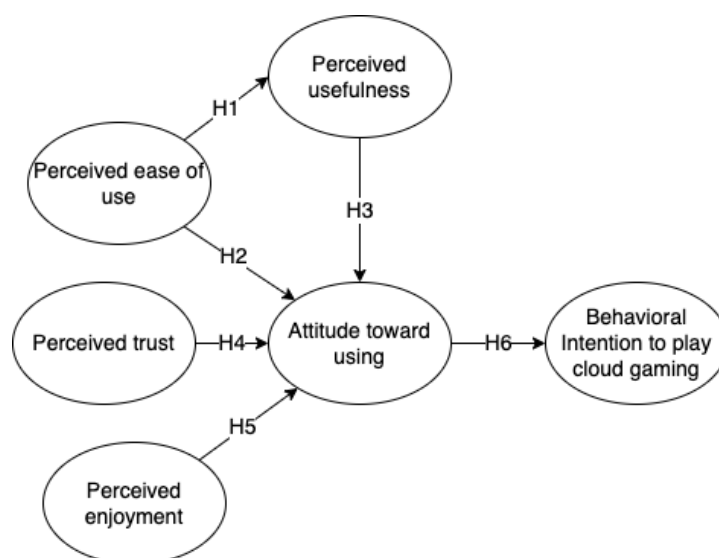 Perceived
usefulness
H1
Perceived ease of
use
H3
H2
Perceived trust
H4
Attitude toward
using
H6
Behavioral
Intention to play
cloud gaming
H5
Perceived
enjoyment